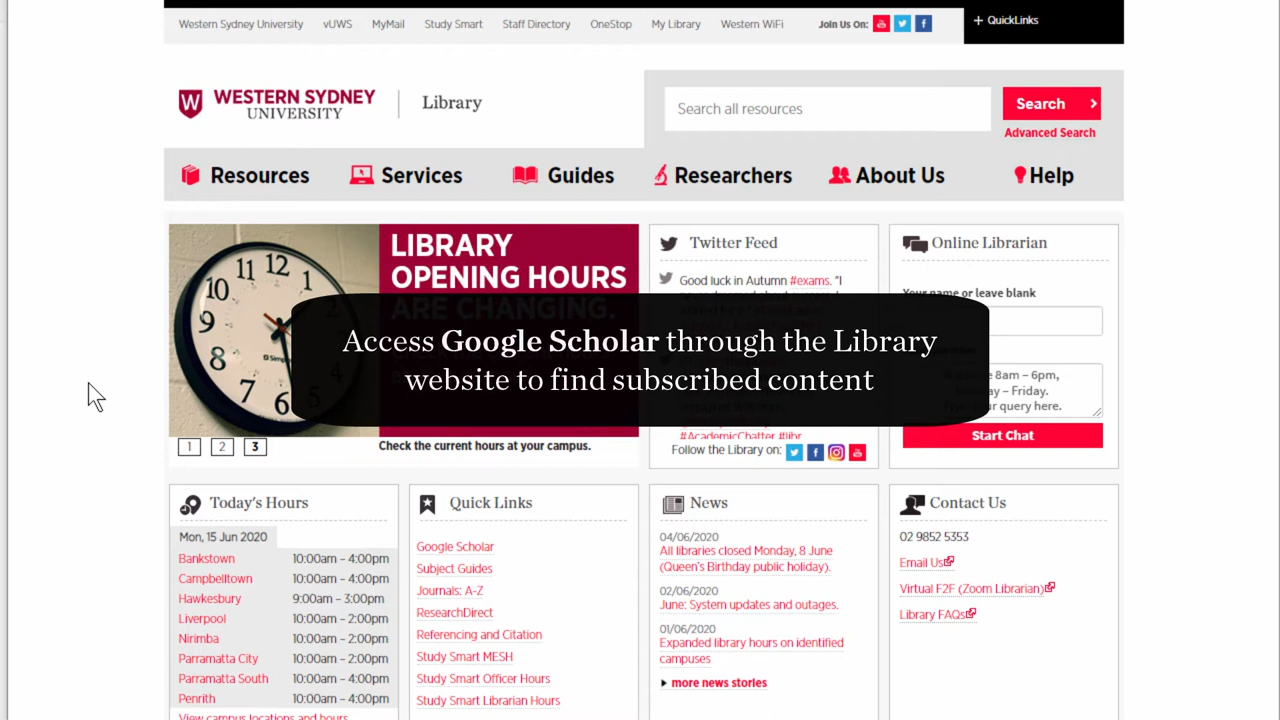 Western Sydney University vUWS MyMail Study Smart Staff Directory OneStop My Library Western WiFi Join Us On: + QuickLinks
WESTERN SYDNEY
UNIVERSITY
Library
Search all resources
Search
Advanced Search
Resources Services Guides Researchers About Us Help
LIBRARY
OPENING HOURS
ARE CHANGING.
1 2 3
Check the current hours at your campus.
Twitter Feed
Good luck in Autumn #exams. "I
#AcademicChatter #libr
Follow the Library on:
Online Librarian
Your name or leave blank
8am – 6pm,
– Friday.
your query here.
Start Chat
Access Google Scholar through the Library
website to find subscribed content
Today's Hours
Mon, 15 Jun 2020
Bankstown 10:00am – 4:00pm
Campbelltown 10:00am – 4:00pm
Hawkesbury 9:00am – 3:00pm
Liverpool 10:00am – 2:00pm
Nirimba 10:00am – 2:00pm
Parramatta City 10:00am – 2:00pm
Parramatta South 10:00am – 4:00pm
Penrith 10:00am – 4:00pm
View campus locations and hours
Quick Links
Google Scholar
Subject Guides
Journals: A-Z
ResearchDirect
Referencing and Citation
Study Smart MESH
Study Smart Officer Hours
Study Smart Librarian Hours
News
04/06/2020
All libraries closed Monday, 8 June
(Queen's Birthday public holiday).
02/06/2020
June: System updates and outages.
01/06/2020
Expanded library hours on identified
campuses
more news stories
Contact Us
02 9852 5353
Email Us
Virtual F2F (Zoom Librarian)
Library FAQs